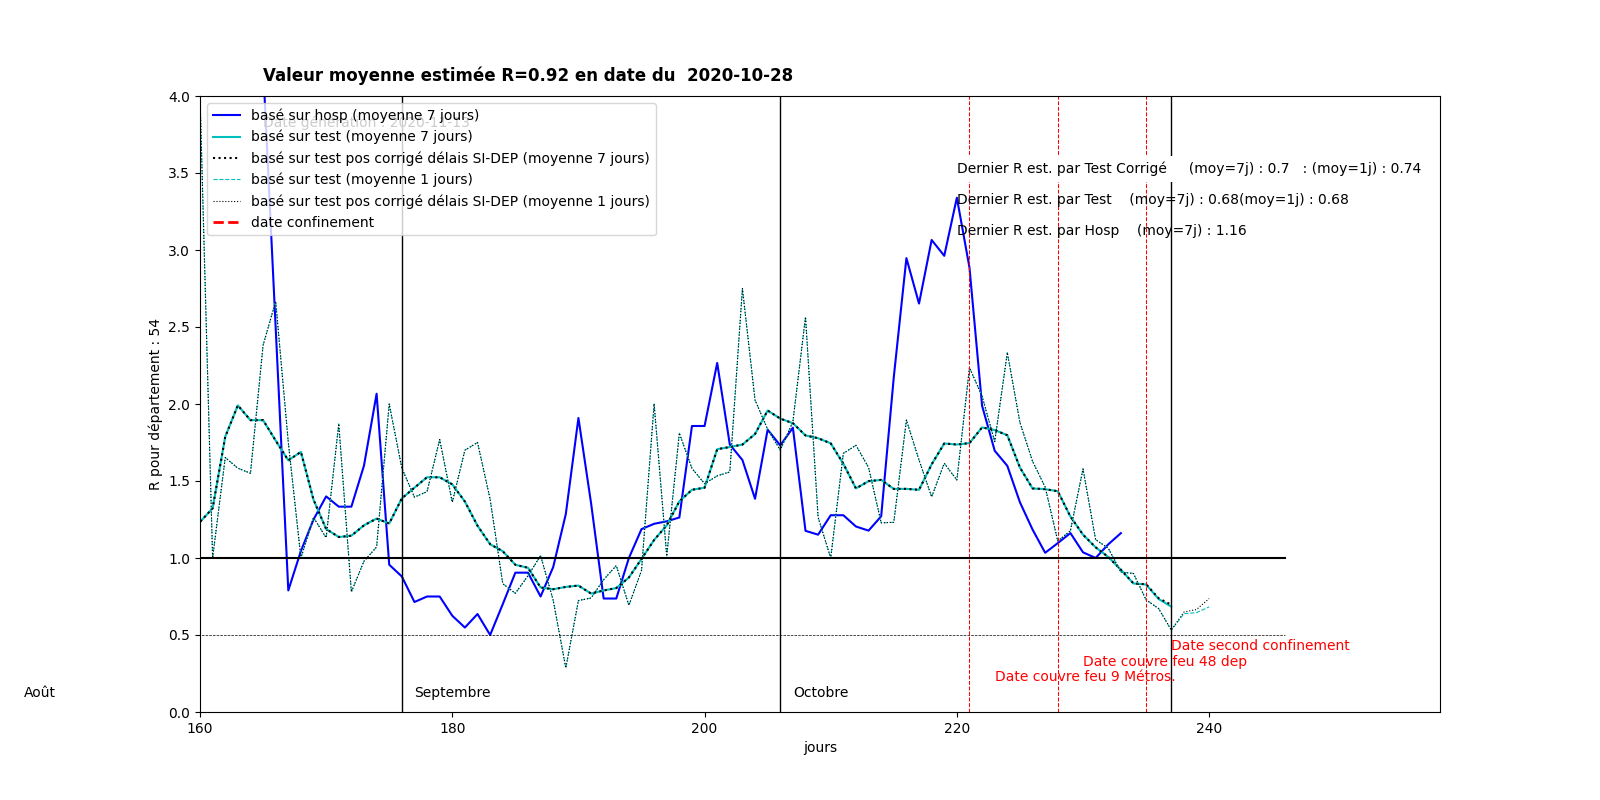 Valeur moyenne estimée R=0.92 en date du  2020-10-28
Date génération : 2020-11-13
basé sur hosp (moyenne 7 jours)
basé sur test (moyenne 7 jours)
basé sur test pos corrigé délais SI-DEP (moyenne 7 jours)
basé sur test (moyenne 1 jours)
basé sur test pos corrigé délais SI-DEP (moyenne 1 jours)
date confinement
Dernier R est. par Test Corrigé     (moy=7j) : 0.7   : (moy=1j) : 0.74
Dernier R est. par Test    (moy=7j) : 0.68(moy=1j) : 0.68
Dernier R est. par Hosp    (moy=7j) : 1.16
4.0
3.5
3.0
2.5
2.0
1.5
1.0
0.5
0.0
R pour département : 54
Date second confinement
Date couvre feu 48 dep
Date couvre feu 9 Métros.
Août
Septembre
Octobre
160
180
200
220
240
jours